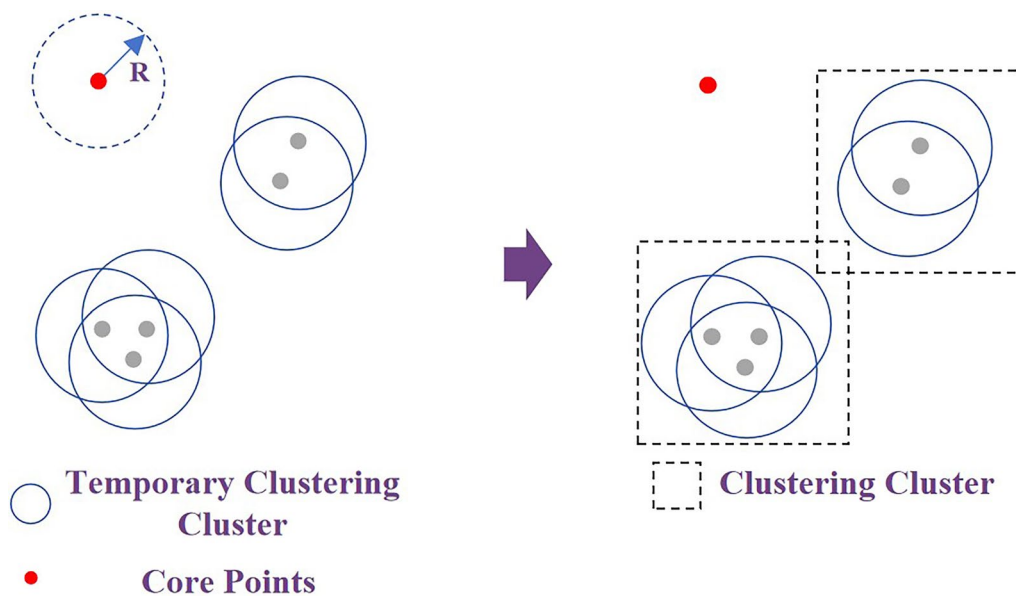 R
Temporary Clustering
Cluster
Core Points
Clustering Cluster